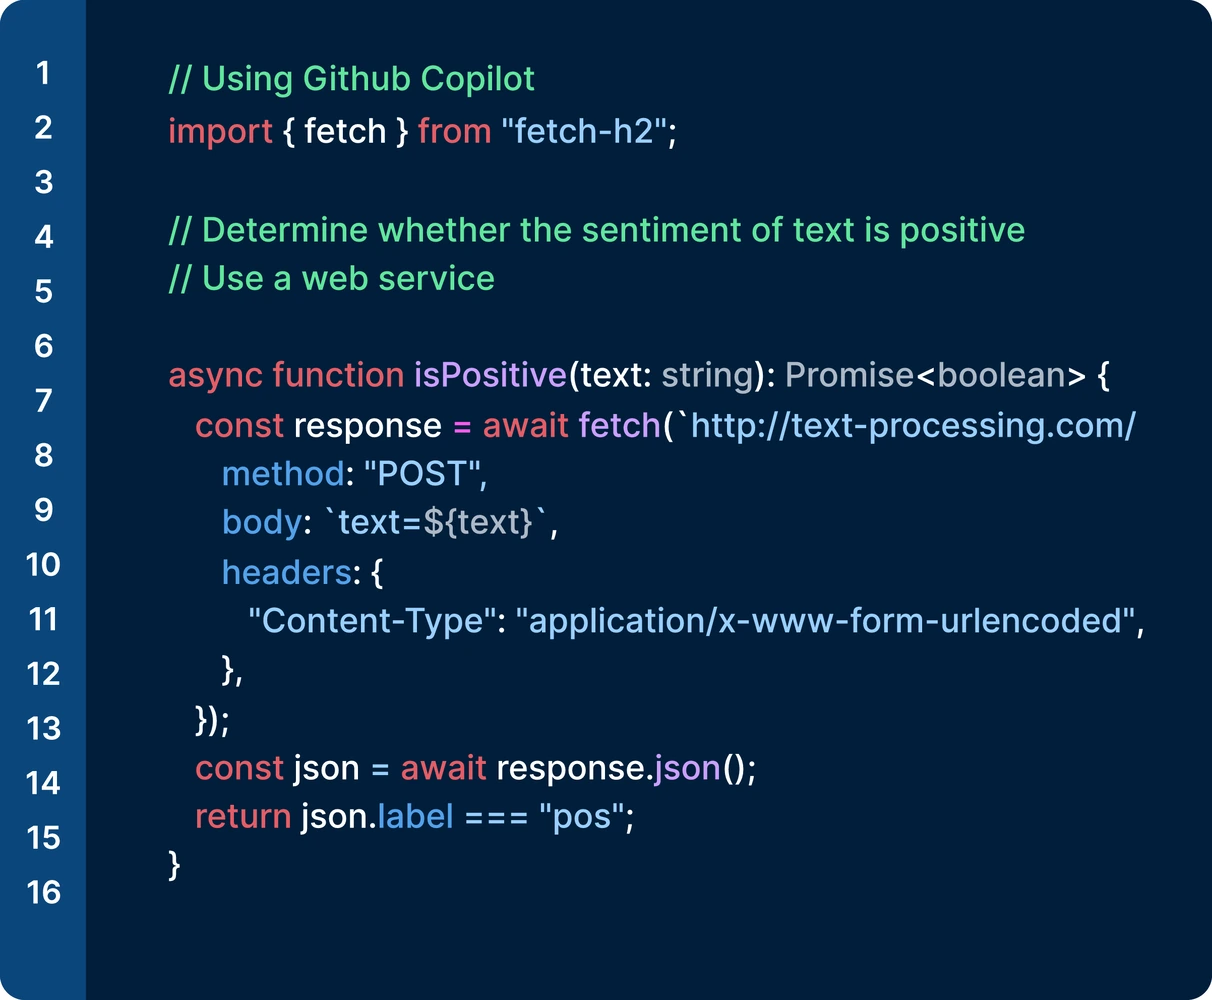 1 // Using Github Copilot
2 import { fetch } from "fetch-h2";
3
4 // Determine whether the sentiment of text is positive
5 // Use a web service
6
7 async function isPositive(text: string): Promise<boolean> {
8 const response = await fetch(`http://text-processing.com/
9 method: "POST",
10 body: `text=${text}`,
11 headers: {
12 "Content-Type": "application/x-www-form-urlencoded",
13 },
14 });
15 const json = await response.json();
16 return json.label === "pos";
}